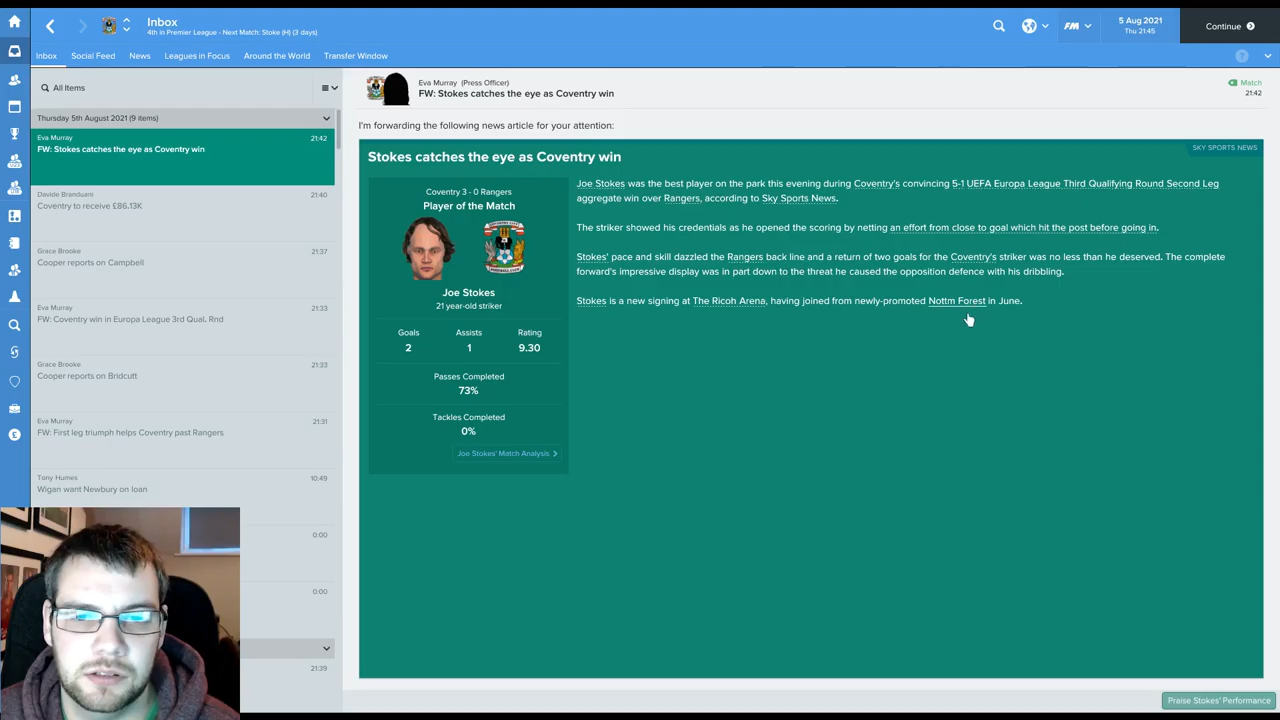 Inbox
4th in Premier League - Next Match: Stoke (H) (3 days)
FM
5 Aug 2021
Thu 21:45
Continue
Inbox
Social Feed
News
Leagues in Focus
Around the World
Transfer Window
?
All Items
Thursday 5th August 2021 (9 items)
Eva Murray
21:42
FW: Stokes catches the eye as Coventry win
Davide Branduani
21:40
Coventry to receive £86.13K
Grace Brooke
21:37
Cooper reports on Campbell
Eva Murray
21:33
FW: Coventry win in Europa League 3rd Qual. Rnd
Grace Brooke
21:33
Cooper reports on Bridcutt
Eva Murray
21:31
FW: First leg triumph helps Coventry past Rangers
Tony Humes
10:49
Wigan want Newbury on loan
0:00
0:00
21:39
Eva Murray (Press Officer)
FW: Stokes catches the eye as Coventry win
Match
21:42
I'm forwarding the following news article for your attention:
Stokes catches the eye as Coventry win
SKY SPORTS NEWS
Coventry 3 - 0 Rangers
Player of the Match
Joe Stokes
21 year-old striker
Goals
Assists
Rating
2
1
9.30
Passes Completed
73%
Tackles Completed
0%
Joe Stokes' Match Analysis
Joe Stokes was the best player on the park this evening during Coventry's convincing 5-1 UEFA Europa League Third Qualifying Round Second Leg
aggregate win over Rangers, according to Sky Sports News.
The striker showed his credentials as he opened the scoring by netting an effort from close to goal which hit the post before going in.
Stokes' pace and skill dazzled the Rangers back line and a return of two goals for the Coventry's striker was no less than he deserved. The complete
forward's impressive display was in part down to the threat he caused the opposition defence with his dribbling.
Stokes is a new signing at The Ricoh Arena, having joined from newly-promoted Nottm Forest in June.
Praise Stokes' Performance